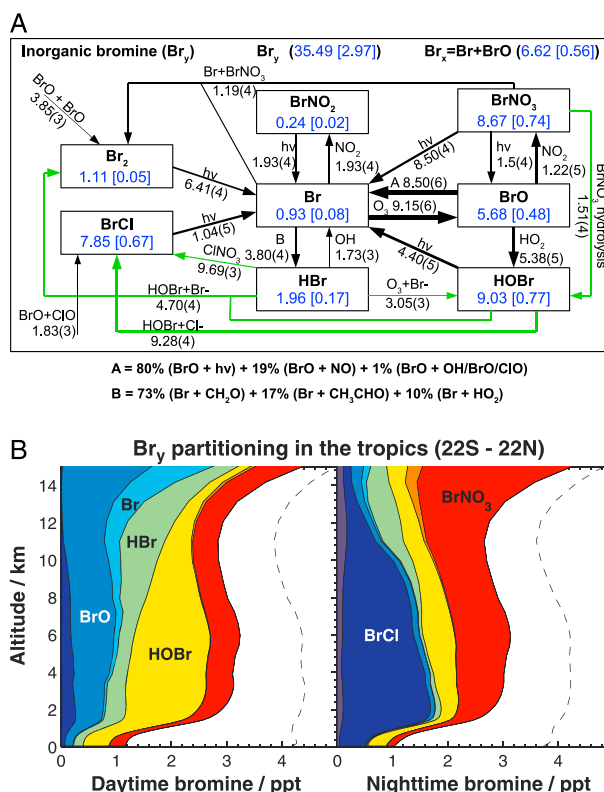 A
Inorganic bromine (Bry) Bry (35.49 [2.97]) Brx=Br+BrO (6.62 [0.56])
Br+BrNO3
1.19(4)
BrO + BrO
3.85(3)
BrNO2
0.24 [0.02]
BrNO3
8.67 [0.74]
Br2
1.11 [0.05]
hν
6.41(4)
hν
1.93(4)
NO2
1.93(4)
hν
8.50(4)
hν
1.5(4)
NO2
1.22(5)
BrNO3 hydrolysis
1.51(4)
BrCl
7.85 [0.67]
hν
1.04(5)
Br
0.93 [0.08]
A 8.50(6)
O3 9.15(6)
BrO
5.68 [0.48]
ClNO3
9.69(3)
B
3.80(4)
OH
1.73(3)
hν
4.40(5)
HO2
5.38(5)
HBr
1.96 [0.17]
O3+Br-
3.05(3)
HOBr
9.03 [0.77]
BrO+ClO
1.83(3)
HOBr+Br-
4.70(4)
HOBr+Cl-
9.28(4)
A = 80% (BrO + hν) + 19% (BrO + NO) + 1% (BrO + OH/BrO/ClO)
B = 73% (Br + CH2O) + 17% (Br + CH3CHO) + 10% (Br + HO2)
B
Bry partitioning in the tropics (22S - 22N)
Altitude / km
14
12
10
8
6
4
2
0
Br
HBr
BrO
HOBr
BrNO3
BrCl
0 1 2 3 4
0 1 2 3 4
Daytime bromine / ppt
Nighttime bromine / ppt